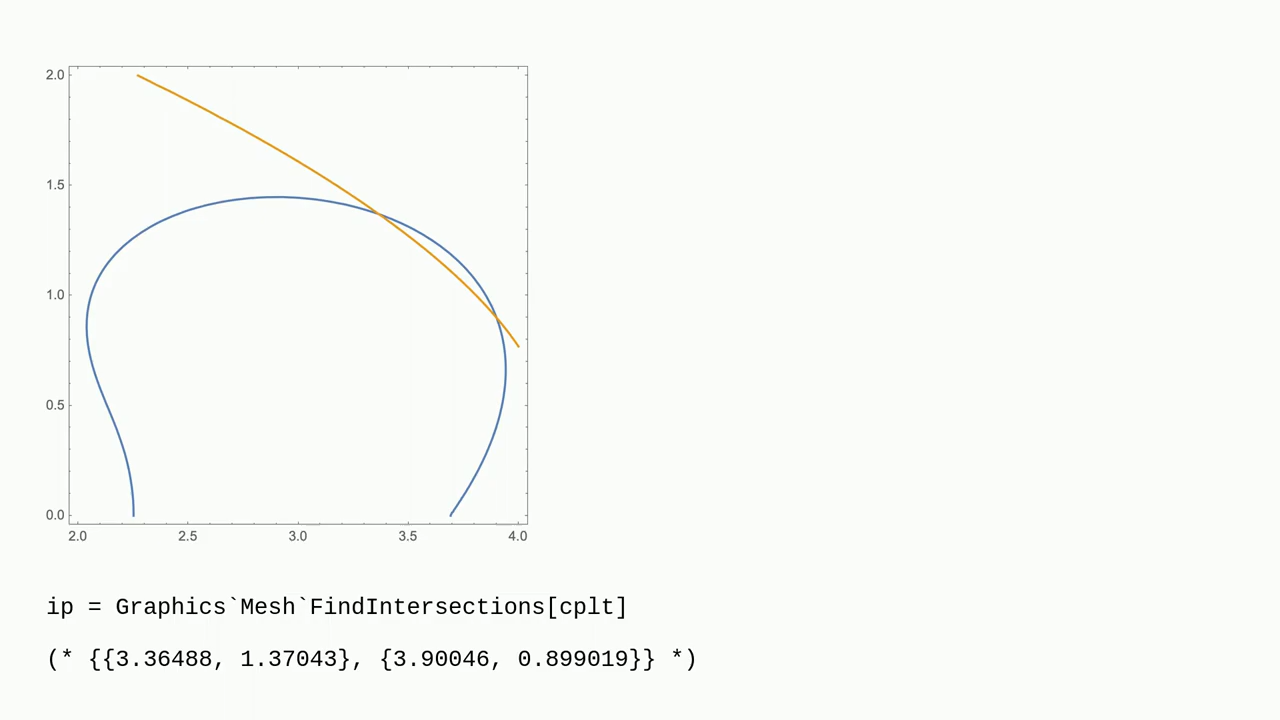 2.0
1.5
1.0
0.5
0.0
2.0 2.5 3.0 3.5 4.0
ip = Graphics`Mesh`FindIntersections[cplt]
(* {{3.36488, 1.37043}, {3.90046, 0.899019}} *)